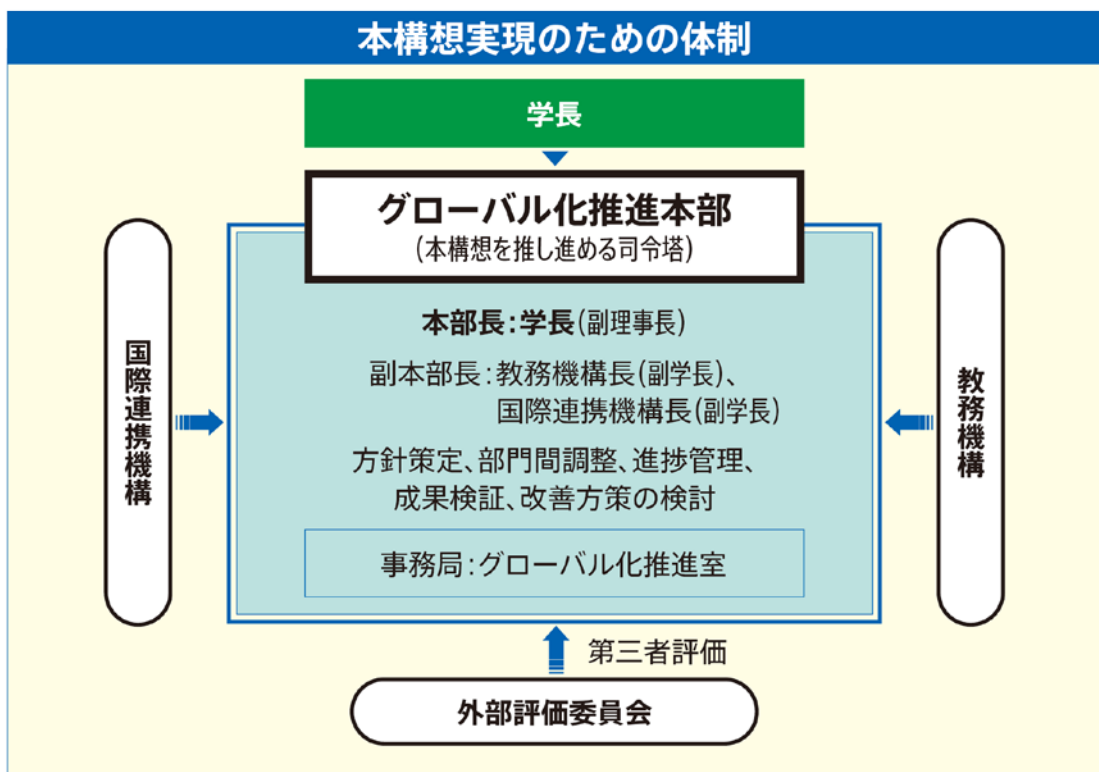 本構想実現のための体制
学長
グローバル化推進本部
(本構想を推し進める司令塔)
本部長:学長(副理事長)
副本部長:教務機構長(副学長)、
国際連携機構長(副学長)
方針策定、部門間調整、進捗管理、
成果検証、改善方策の検討
事務局:グローバル化推進室
国際連携機構
教務機構
第三者評価
外部評価委員会